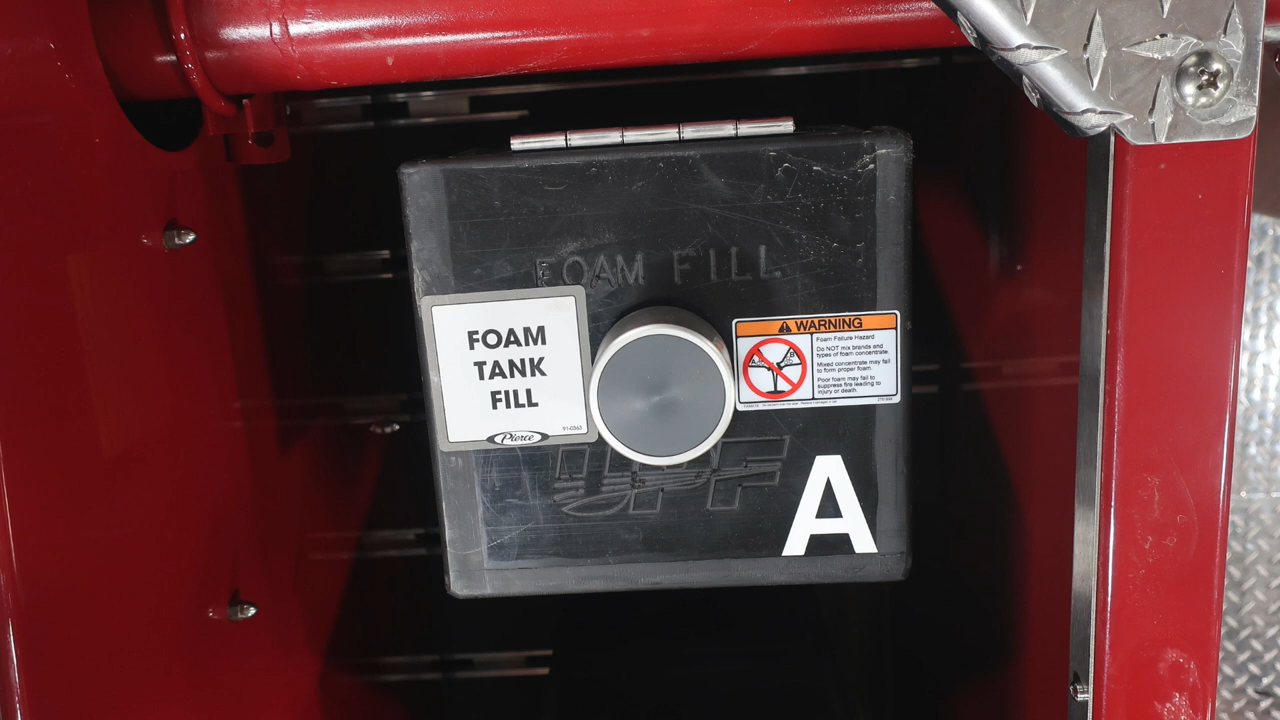 FOAM FILL
FOAM
TANK
FILL
91-0363
Pierce
WARNING
A
B
Foam Failure Hazard
Do NOT mix brands and
types of foam concentrate.
Mixed concentrate may fail
to form proper foam.
Poor foam may fail to
suppress fire leading to
injury or death.
UPF
A